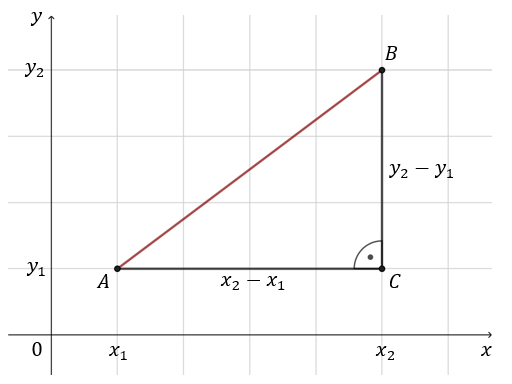 y
B
y₂
y₂ − y₁
y₁
A
x₂ − x₁
C
0
x₁
x₂
x